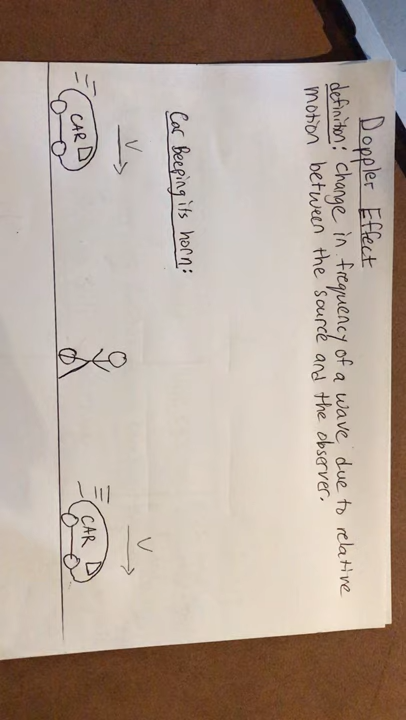 Doppler Effect
definition: change in frequency of a wave due to relative
motion between the source and the observer.
Car Beeping its horn:
V
V
CAR
CAR